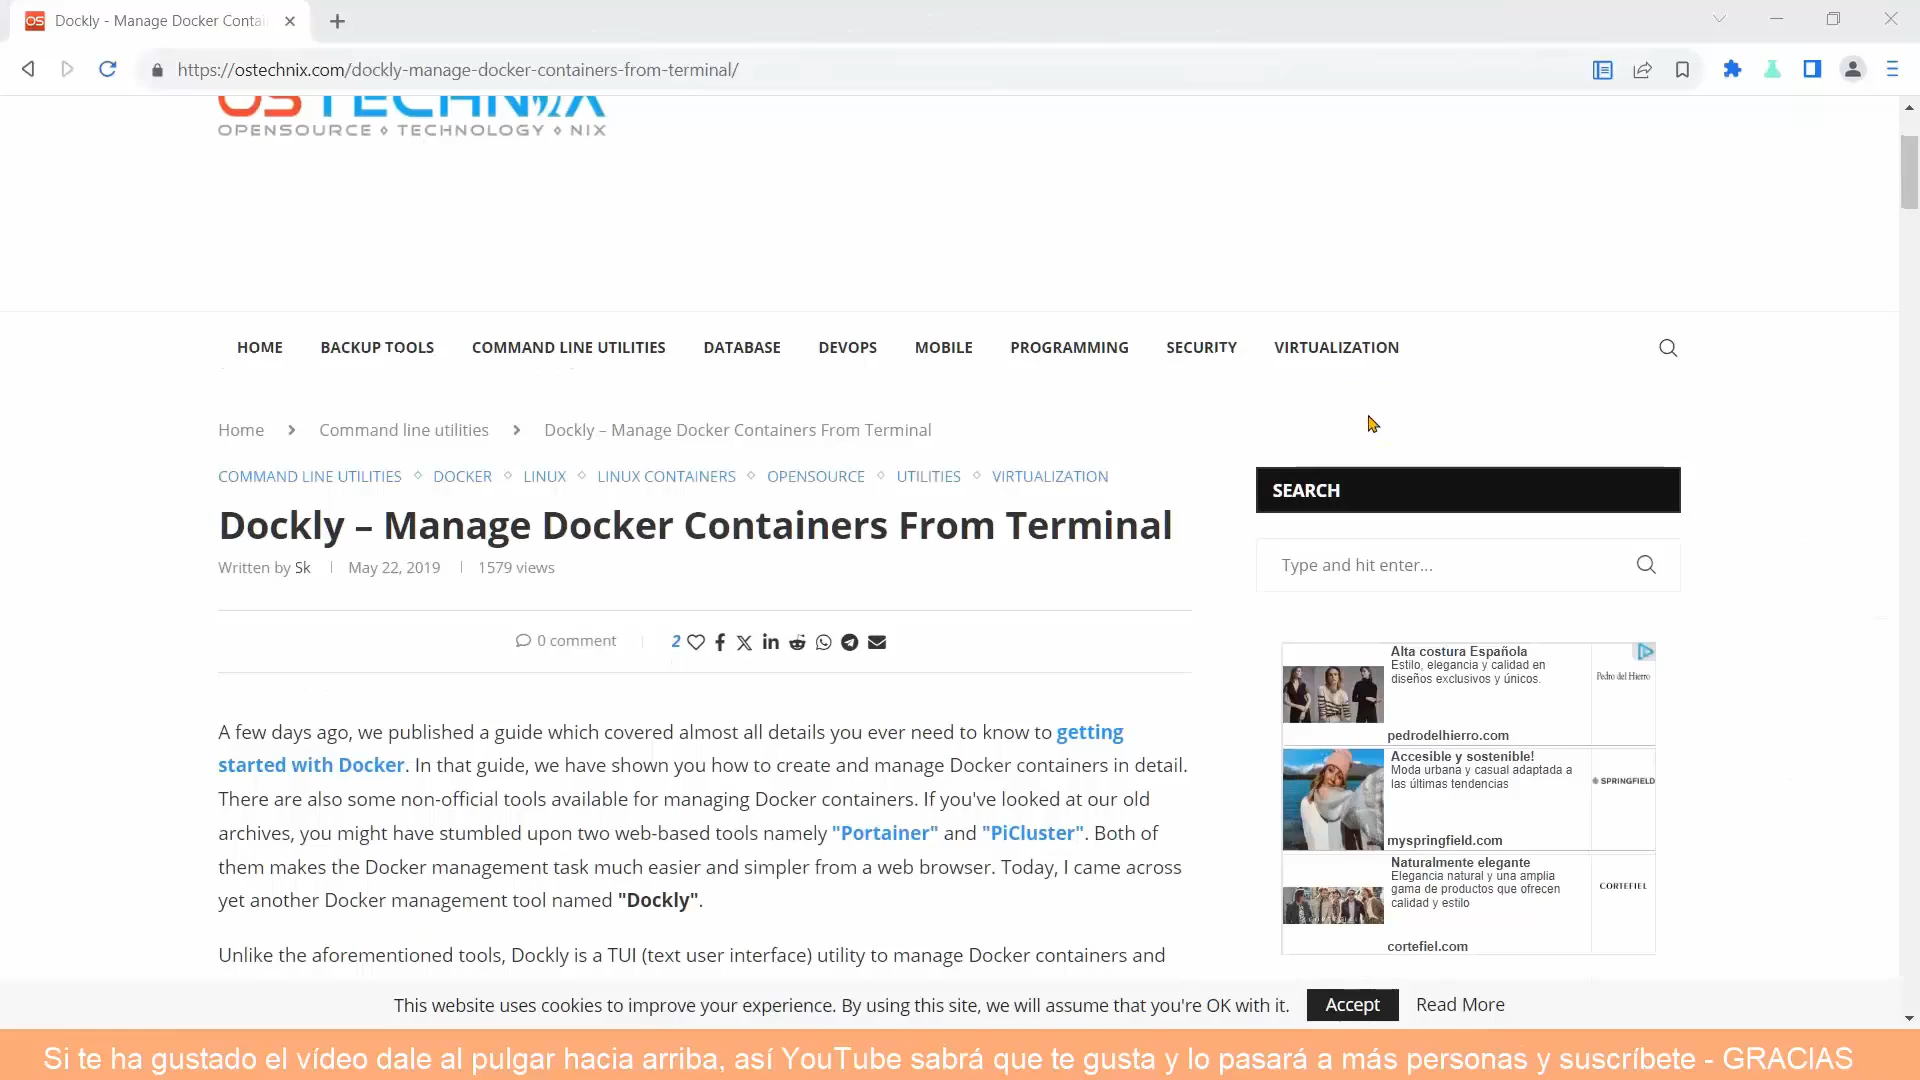 OS
Dockly - Manage Docker Contai
https://ostechnix.com/dockly-manage-docker-containers-from-terminal/
OSTECHNIX
OPENSOURCE ◇ TECHNOLOGY ◇ NIX
HOME BACKUP TOOLS COMMAND LINE UTILITIES DATABASE DEVOPS MOBILE PROGRAMMING SECURITY VIRTUALIZATION
Home > Command line utilities > Dockly – Manage Docker Containers From Terminal
COMMAND LINE UTILITIES ◇ DOCKER ◇ LINUX ◇ LINUX CONTAINERS ◇ OPENSOURCE ◇ UTILITIES ◇ VIRTUALIZATION
Dockly – Manage Docker Containers From Terminal
Written by Sk | May 22, 2019 | 1579 views
0 comment | 2
A few days ago, we published a guide which covered almost all details you ever need to know to getting
started with Docker. In that guide, we have shown you how to create and manage Docker containers in detail.
There are also some non-official tools available for managing Docker containers. If you've looked at our old
archives, you might have stumbled upon two web-based tools namely "Portainer" and "PiCluster". Both of
them makes the Docker management task much easier and simpler from a web browser. Today, I came across
yet another Docker management tool named "Dockly".
Unlike the aforementioned tools, Dockly is a TUI (text user interface) utility to manage Docker containers and
SEARCH
Type and hit enter...
Alta costura Española
Estilo, elegancia y calidad en
diseños exclusivos y únicos.
Pedro del Hierro
pedrodelhierro.com
Accesible y sostenible!
Moda urbana y casual adaptada a
las últimas tendencias
SPRINGFIELD
myspringfield.com
Naturalmente elegante
Elegancia natural y una amplia
gama de productos que ofrecen
calidad y estilo
CORTEFIEL
cortefiel.com
This website uses cookies to improve your experience. By using this site, we will assume that you're OK with it. Accept Read More
Si te ha gustado el vídeo dale al pulgar hacia arriba, así YouTube sabrá que te gusta y lo pasará a más personas y suscríbete - GRACIAS